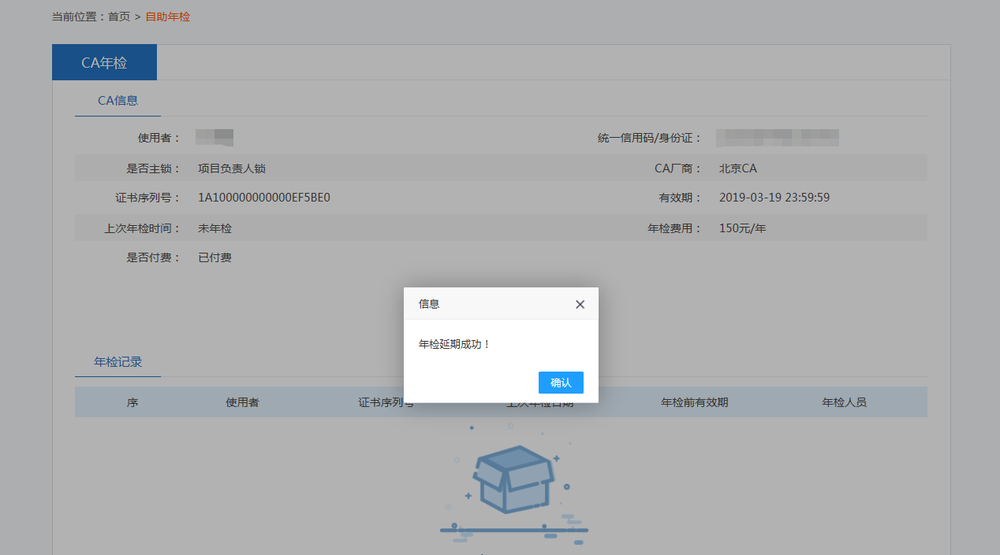 当前位置：首页 > 自助年检
CA年检
CA信息
使用者： 统一信用码/身份证：
是否主锁： 项目负责人锁 CA厂商： 北京CA
证书序列号： 1A100000000000EF5BE0 有效期： 2019-03-19 23:59:59
上次年检时间： 未年检 年检费用： 150元/年
是否付费： 已付费
信息
年检延期成功！
确认
年检记录
序 使用者 证书序列号 上次年检日期 年检前有效期 年检人员